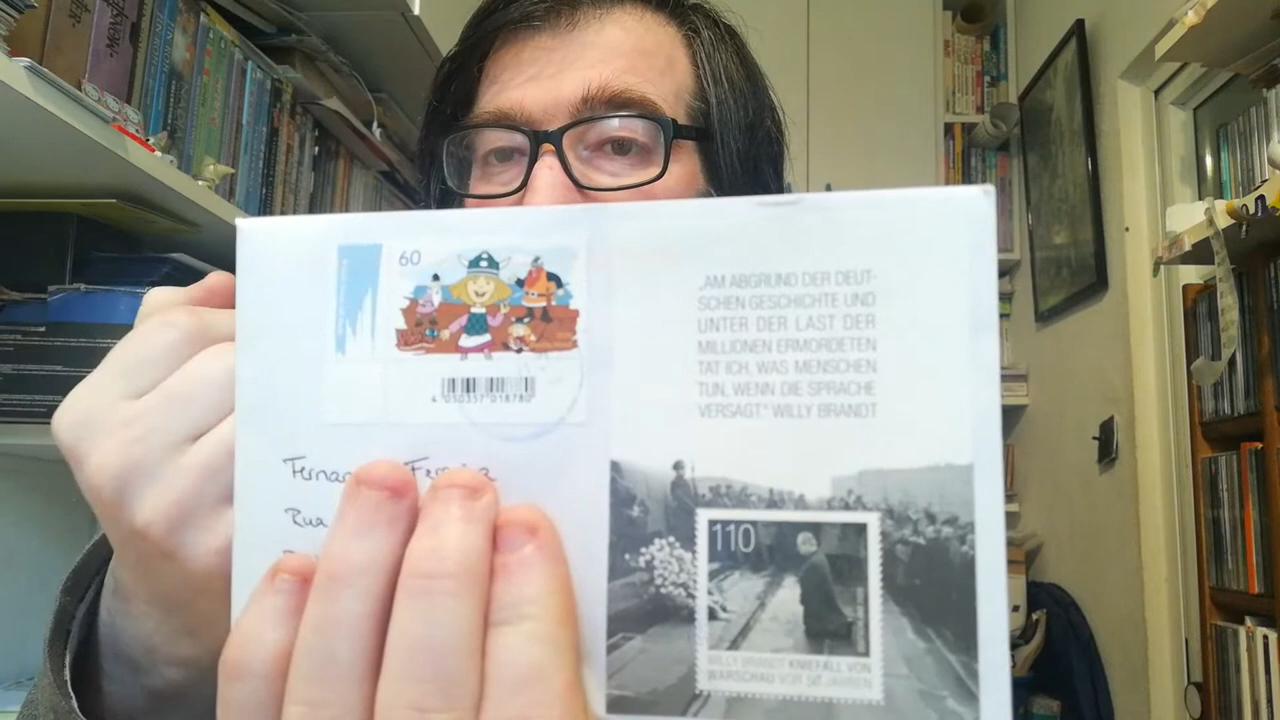 60
4 050357 018780
Ferreira
Rua
„AM ABGRUND DER DEUT-
SCHEN GESCHICHTE UND
UNTER DER LAST DER
MILLIONEN ERMORDETEN
TAT ICH, WAS MENSCHEN
TUN, WENN DIE SPRACHE
VERSAGT.“ WILLY BRANDT
110
WILLY BRANDT KNIEFALL VON
WARSCHAU VOR 50 JAHREN